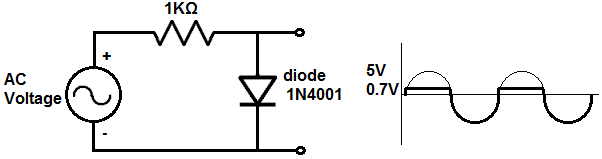 1KΩ
+
AC
Voltage
-
diode
1N4001
5V
0.7V